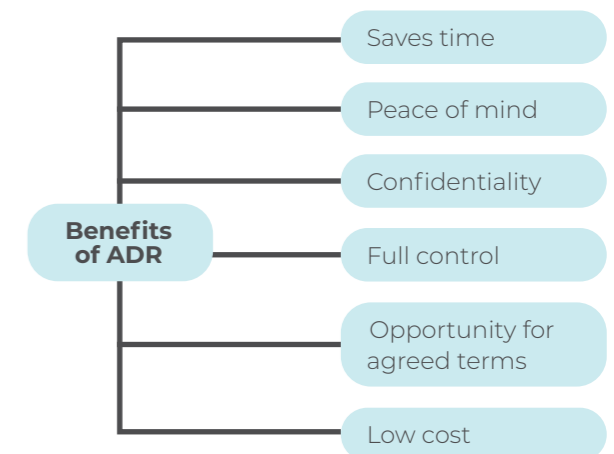 Saves time
Peace of mind
Confidentiality
Benefits
of ADR
Full control
Opportunity for
agreed terms
Low cost